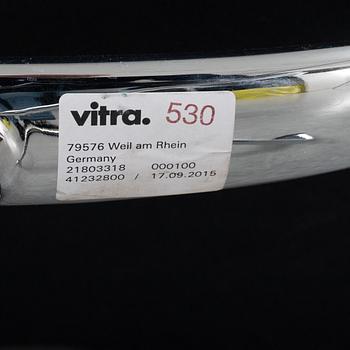 vitra. 530
79576 Weil am Rhein
Germany
21803318 000100
41232800 / 17.09.2015